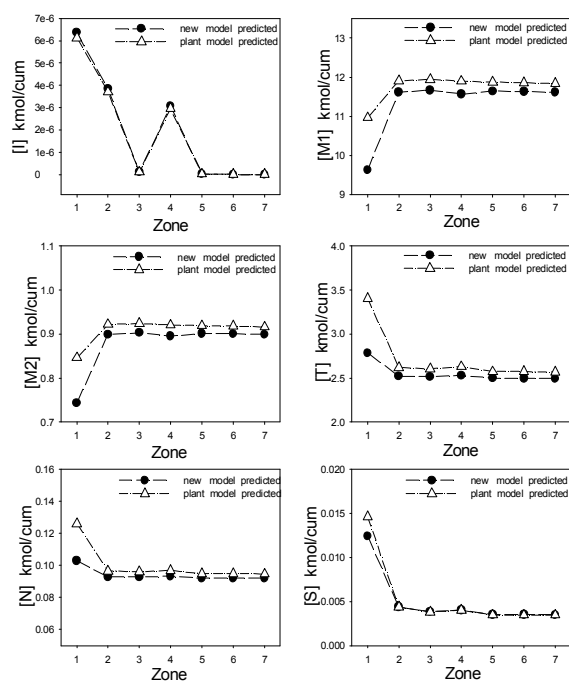 7e-6
6e-6
5e-6
4e-6
3e-6
2e-6
1e-6
0
[I] kmol/cum
new model predicted
plant model predicted
1 2 3 4 5 6 7
Zone
13
12
11
10
9
[M1] kmol/cum
new model predicted
plant model predicted
1 2 3 4 5 6 7
Zone
1.1
1.0
0.9
0.8
0.7
[M2] kmol/cum
new model predicted
plant model predicted
1 2 3 4 5 6 7
Zone
4.0
3.5
3.0
2.5
2.0
[T] kmol/cum
new model predicted
plant model predicted
1 2 3 4 5 6 7
Zone
0.16
0.14
0.12
0.10
0.08
0.06
[N] kmol/cum
new model predicted
plant model predicted
1 2 3 4 5 6 7
Zone
0.020
0.015
0.010
0.005
0.000
[S] kmol/cum
new model predicted
plant model predicted
1 2 3 4 5 6 7
Zone